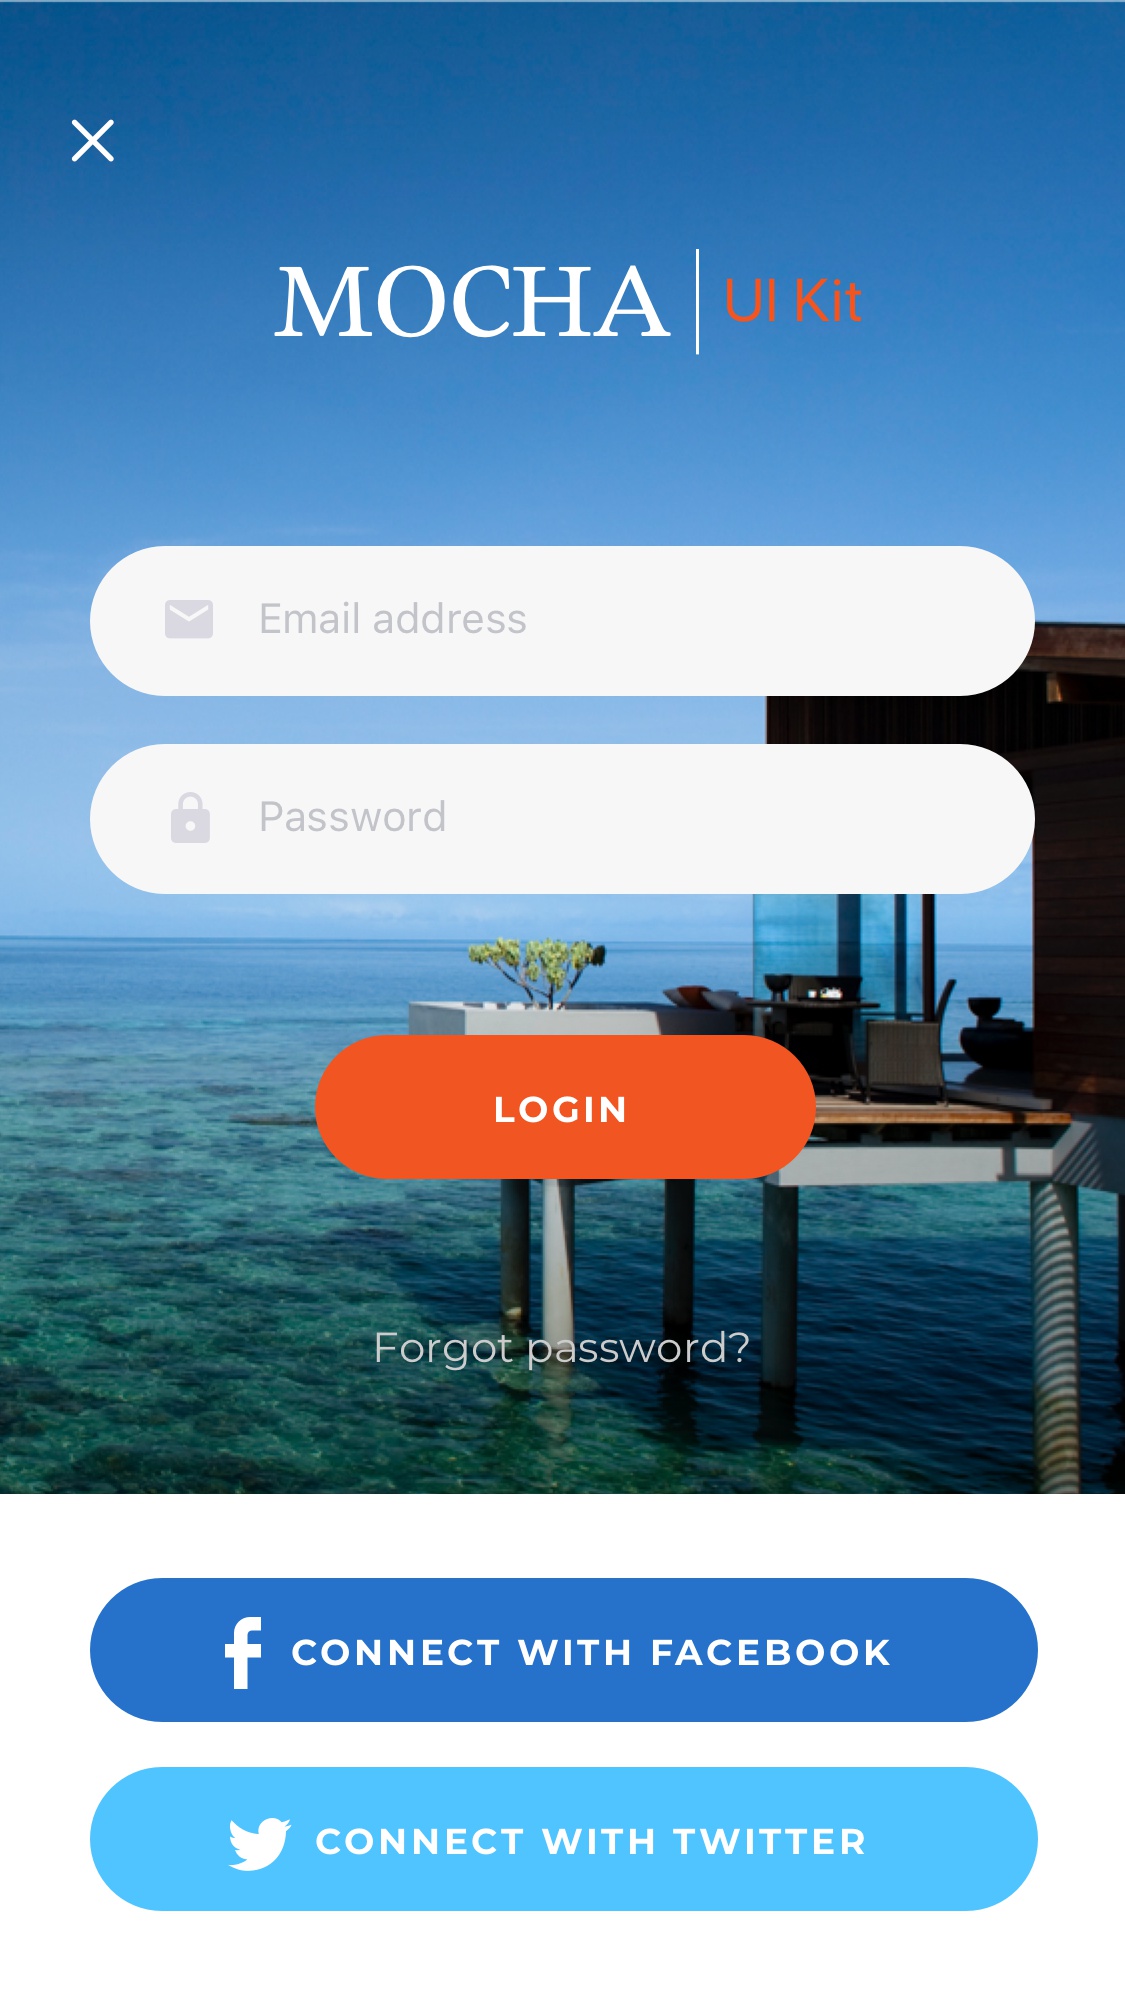 MOCHA UI Kit
Email address
Password
LOGIN
Forgot password?
CONNECT WITH FACEBOOK
CONNECT WITH TWITTER